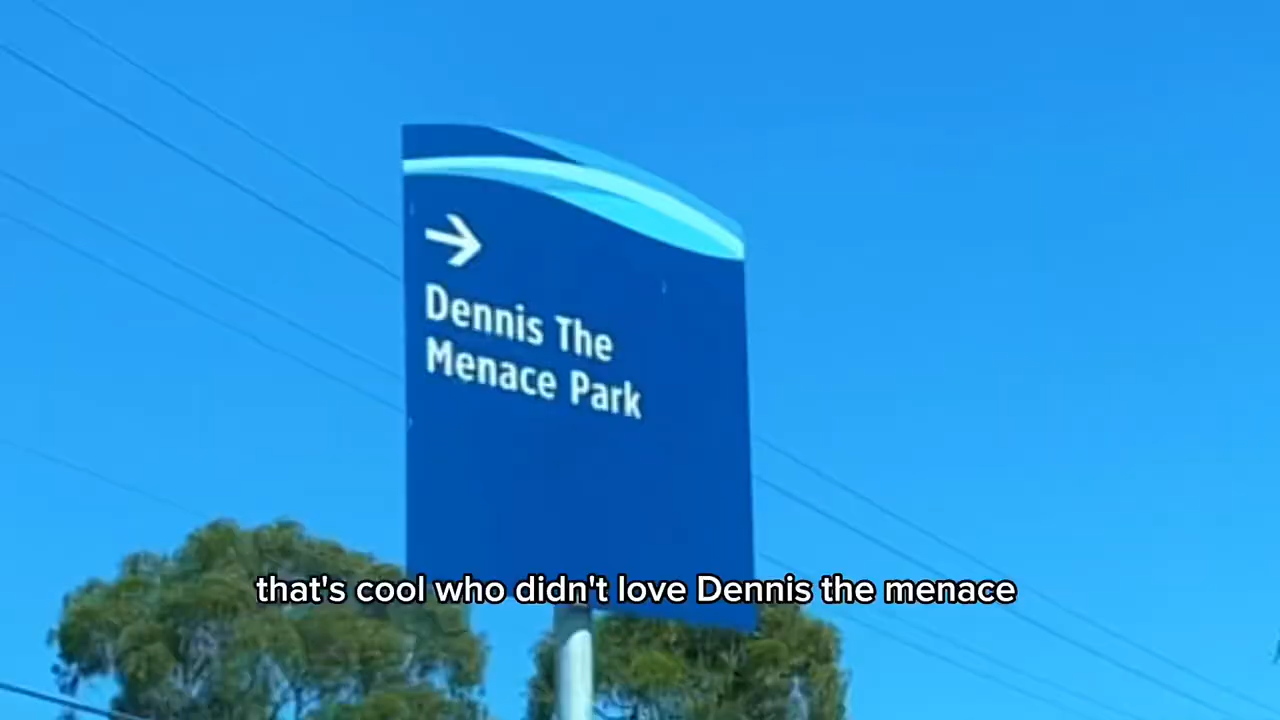 Dennis The
Menace Park
that's cool who didn't love Dennis the menace